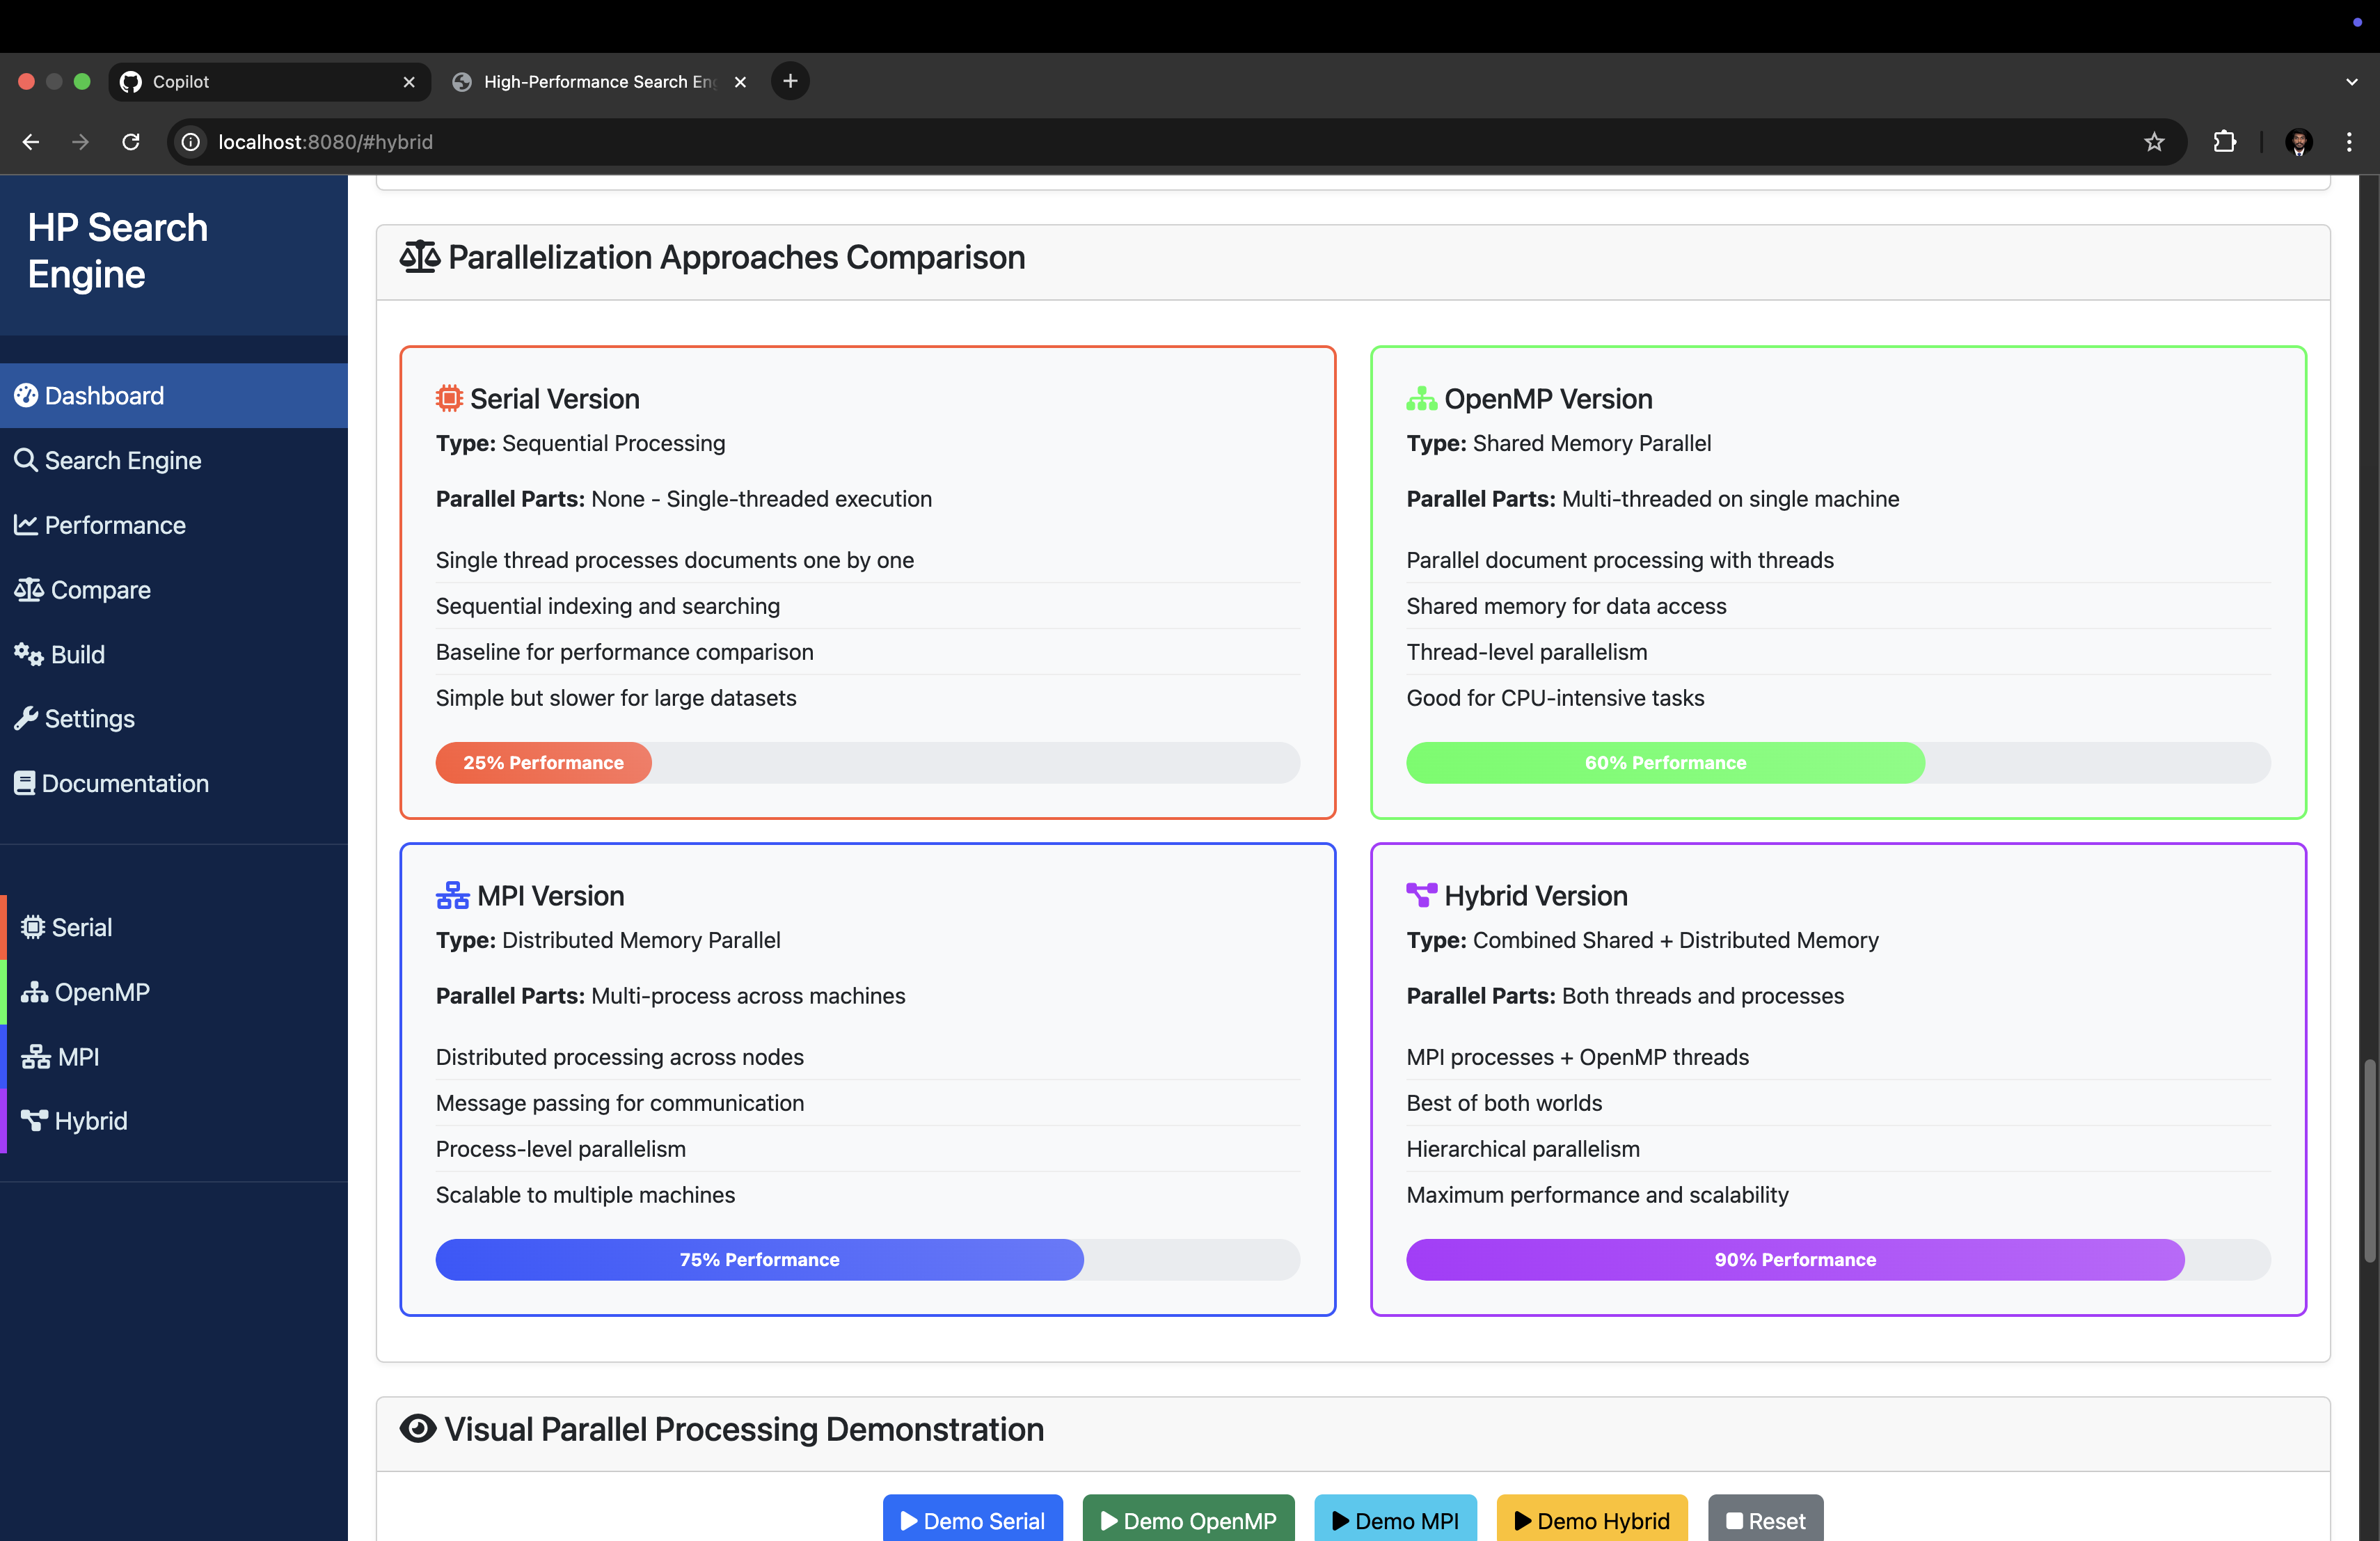 Copilot
High-Performance Search Eng
localhost:8080/#hybrid
HP Search
Engine
Dashboard
Search Engine
Performance
Compare
Build
Settings
Documentation
Serial
OpenMP
MPI
Hybrid
Parallelization Approaches Comparison
Serial Version
Type: Sequential Processing
Parallel Parts: None - Single-threaded execution
Single thread processes documents one by one
Sequential indexing and searching
Baseline for performance comparison
Simple but slower for large datasets
25% Performance
OpenMP Version
Type: Shared Memory Parallel
Parallel Parts: Multi-threaded on single machine
Parallel document processing with threads
Shared memory for data access
Thread-level parallelism
Good for CPU-intensive tasks
60% Performance
MPI Version
Type: Distributed Memory Parallel
Parallel Parts: Multi-process across machines
Distributed processing across nodes
Message passing for communication
Process-level parallelism
Scalable to multiple machines
75% Performance
Hybrid Version
Type: Combined Shared + Distributed Memory
Parallel Parts: Both threads and processes
MPI processes + OpenMP threads
Best of both worlds
Hierarchical parallelism
Maximum performance and scalability
90% Performance
Visual Parallel Processing Demonstration
Demo Serial
Demo OpenMP
Demo MPI
Demo Hybrid
Reset